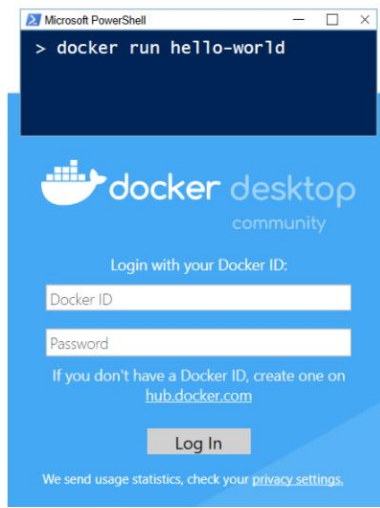 Microsoft PowerShell
> docker run hello-world
docker desktop
community
Login with your Docker ID:
Docker ID
Password
If you don't have a Docker ID, create one on
hub.docker.com
Log In
We send usage statistics, check your privacy settings.